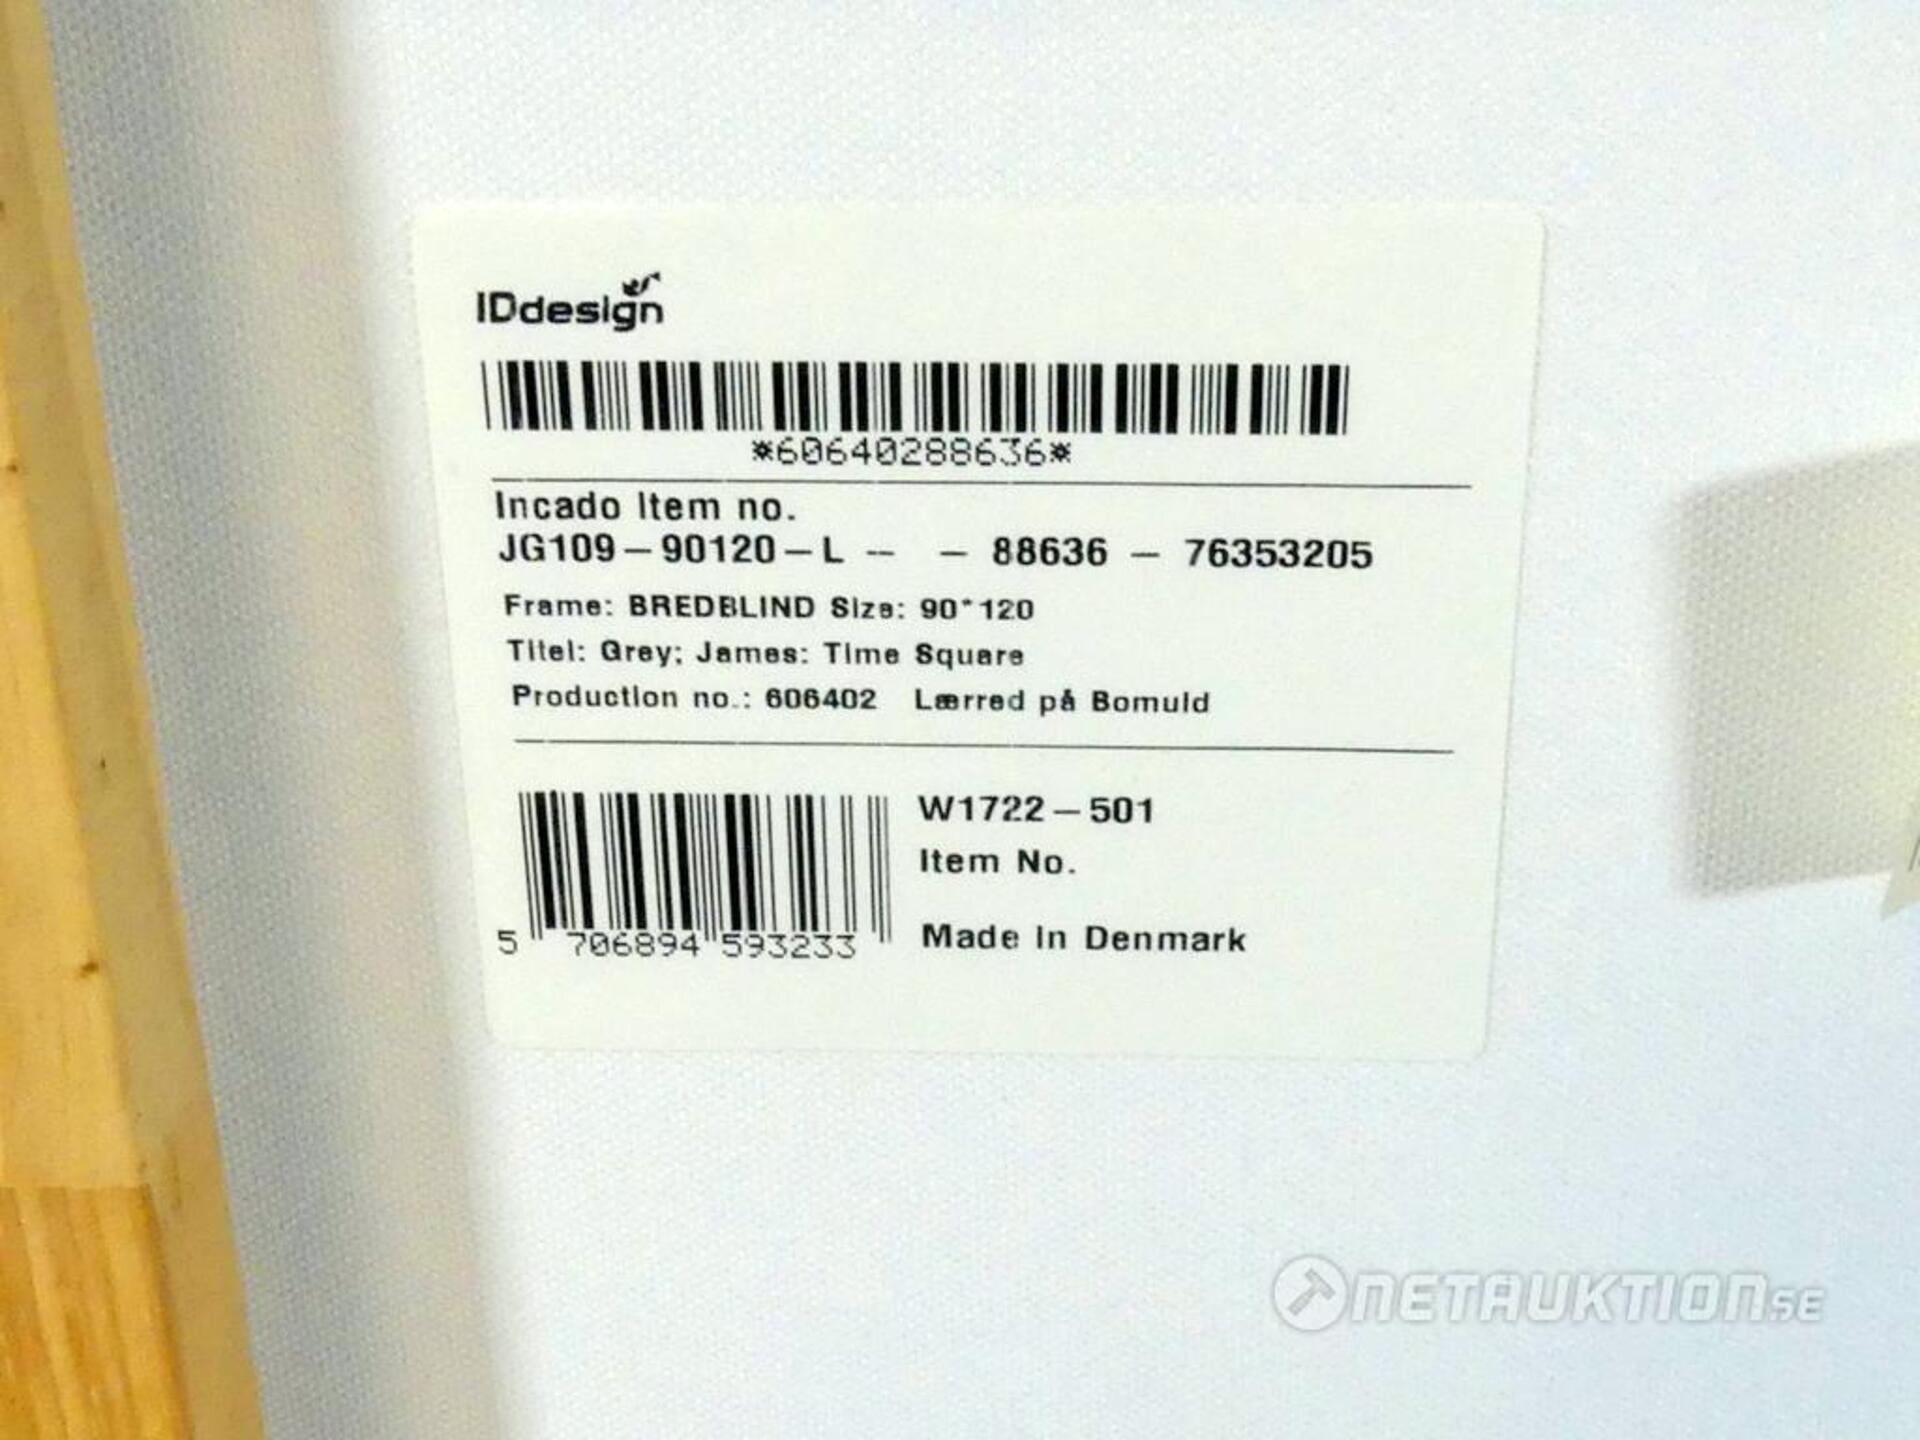 IDdesign
*60640288636*
Incado Item no.
JG109-90120-L -- - 88636 - 76353205
Frame: BREDBLIND Size: 90*120
Titel: Grey; James: Time Square
Production no.: 606402 Lærred på Bomuld
W1722-501
Item No.
Made In Denmark
5 706894 593233
NETAUKTION.SE